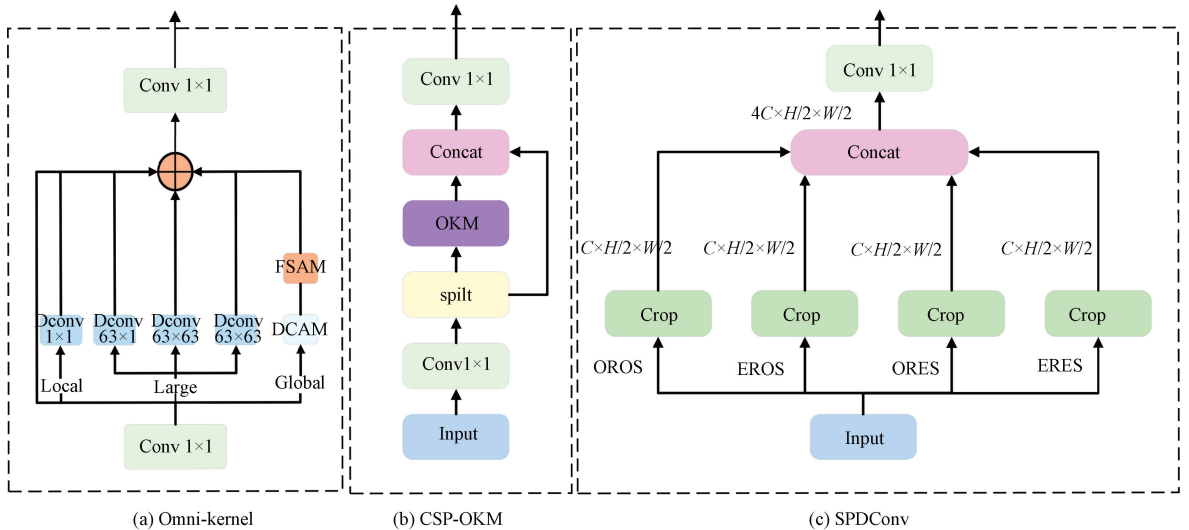 Conv 1×1
FSAM
Dconv
1×1
Dconv
63×1
Dconv
63×63
Dconv
63×63
DCAM
Local
Large
Global
Conv 1×1
(a) Omni-kernel
Conv 1×1
Concat
OKM
spilt
Conv1×1
Input
(b) CSP-OKM
Conv 1×1
4C×H/2×W/2
Concat
C×H/2×W/2
C×H/2×W/2
C×H/2×W/2
C×H/2×W/2
Crop
Crop
Crop
Crop
OROS
EROS
ORES
ERES
Input
(c) SPDConv